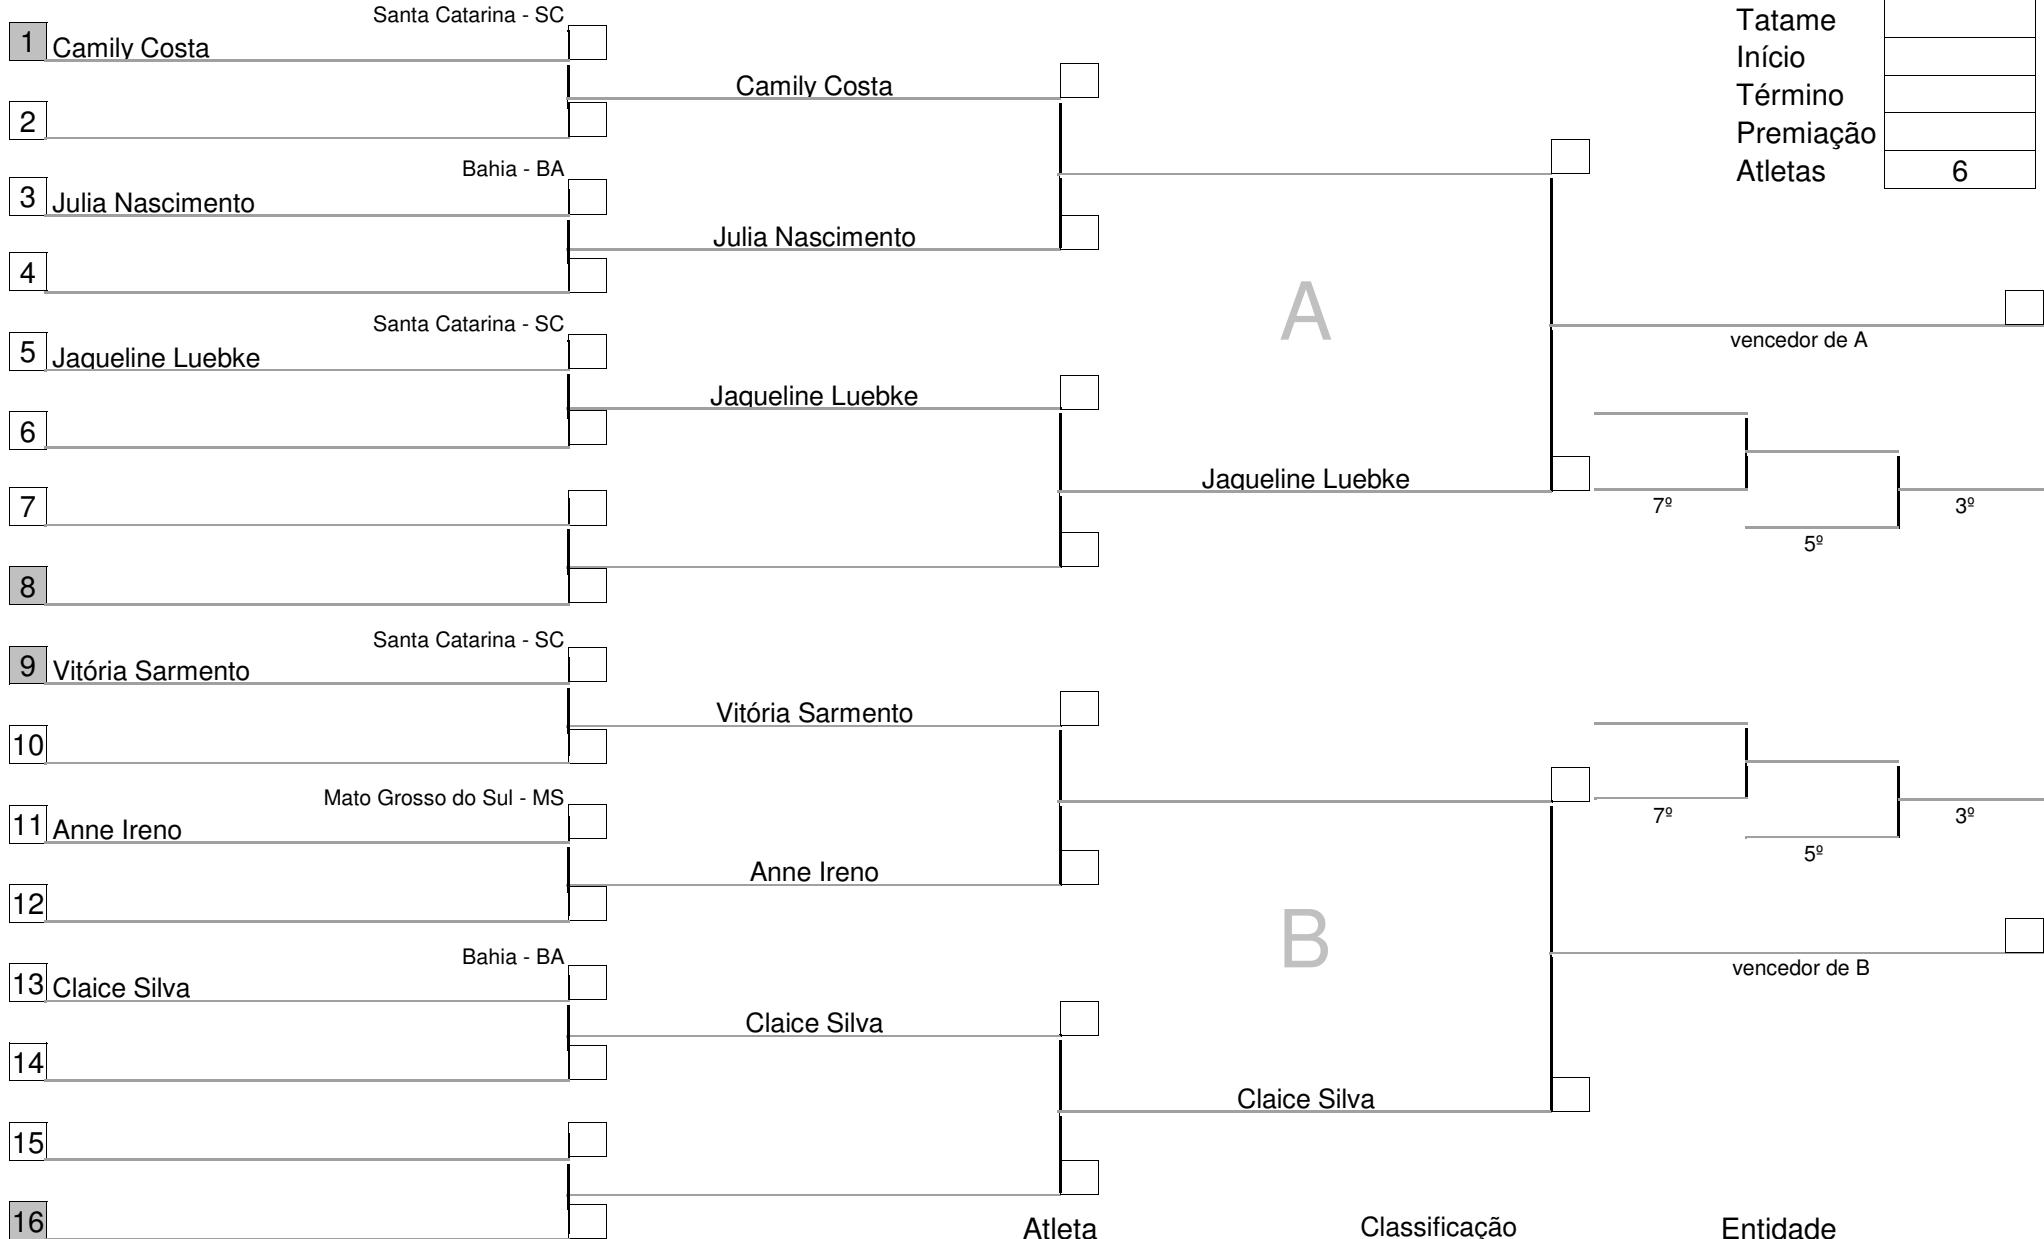 Santa Catarina - SC
1 Camily Costa
Camily Costa
2
Bahia - BA
3 Julia Nascimento
Julia Nascimento
4
Santa Catarina - SC
5 Jaqueline Luebke
Jaqueline Luebke
6
Jaqueline Luebke
7
8
Tatame
Início
Término
Premiação
Atletas 6
A
vencedor de A
7º
5º
3º
Santa Catarina - SC
9 Vitória Sarmento
Vitória Sarmento
10
Mato Grosso do Sul - MS
11 Anne Ireno
Anne Ireno
12
Bahia - BA
13 Claice Silva
Claice Silva
14
Claice Silva
15
16
7º
5º
3º
B
vencedor de B
Atleta Classificação Entidade